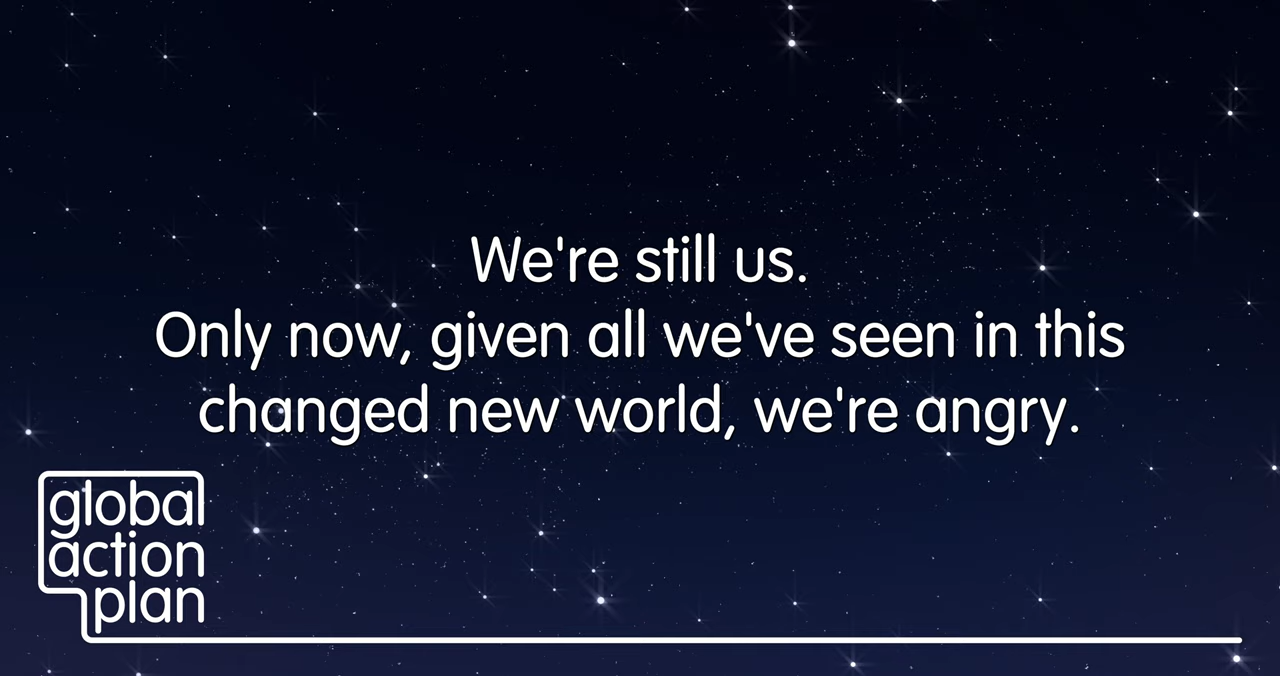 We're still us.
Only now, given all we've seen in this
changed new world, we're angry.
global
action
plan